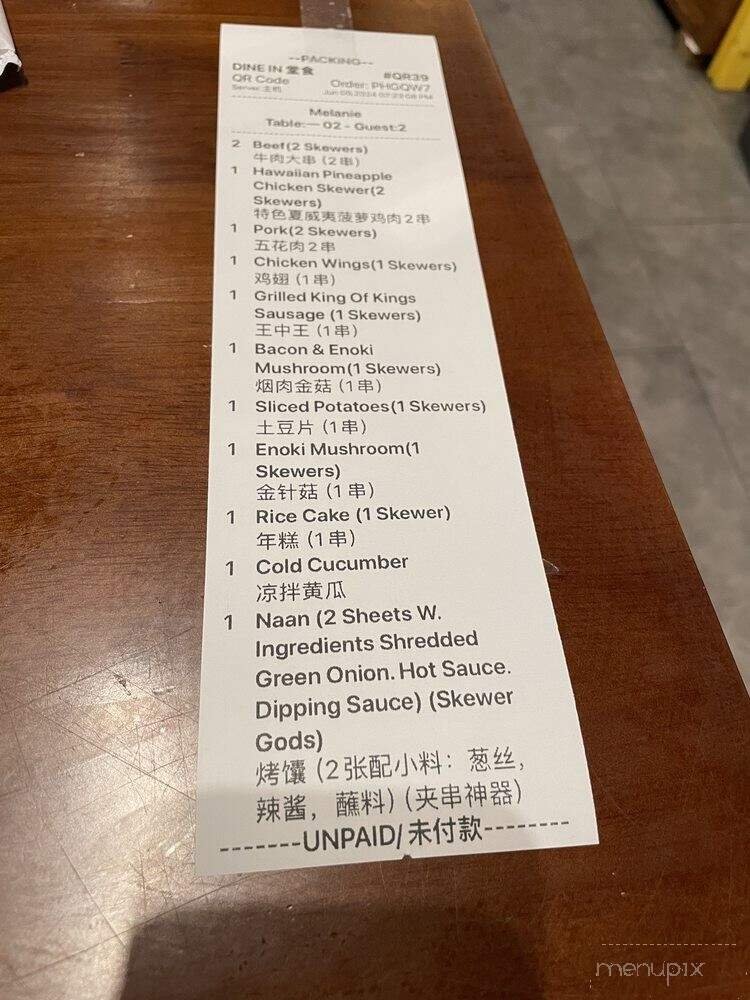 --PACKING--
DINE IN 堂食 #QR39
QR Code Order: PHGQW7
Server: 主机
Melanie
Table:一 02 - Guest:2
2 Beef(2 Skewers)
牛肉大串 (2串)
1 Hawaiian Pineapple
Chicken Skewer(2
Skewers)
特色夏威夷菠萝鸡肉2串
1 Pork(2 Skewers)
五花肉2串
1 Chicken Wings(1 Skewers)
鸡翅 (1串)
1 Grilled King Of Kings
Sausage (1 Skewers)
王中王 (1串)
1 Bacon & Enoki
Mushroom(1 Skewers)
烟肉金菇 (1串)
1 Sliced Potatoes(1 Skewers)
土豆片 (1串)
1 Enoki Mushroom(1
Skewers)
金针菇 (1串)
1 Rice Cake (1 Skewer)
年糕 (1串)
1 Cold Cucumber
凉拌黄瓜
1 Naan (2 Sheets W.
Ingredients Shredded
Green Onion. Hot Sauce.
Dipping Sauce) (Skewer
Gods)
烤馕 (2张配小料：葱丝，
辣酱，蘸料) (夹串神器)
-------UNPAID/未付款--------
menupix